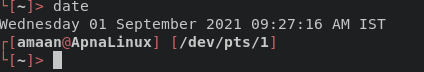 └[~]> date
Wednesday 01 September 2021 09:27:16 AM IST
┌[amaan@ApnaLinux] [/dev/pts/1]
└[~]>